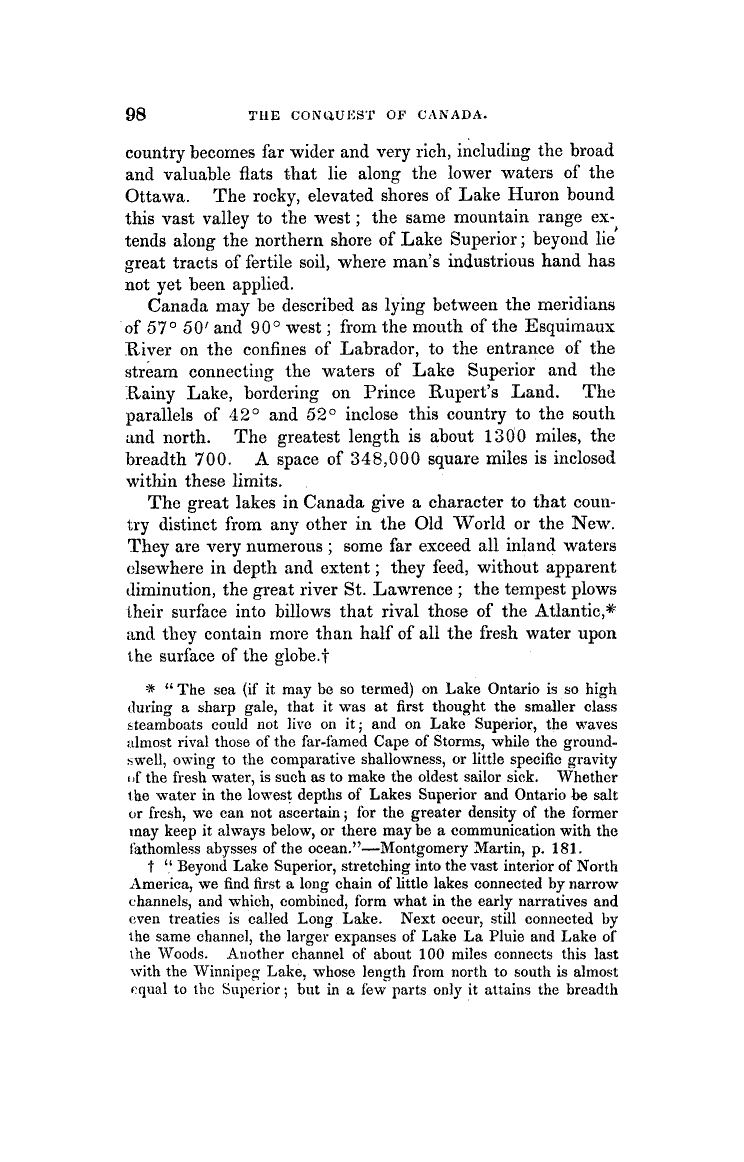 98 THE CONQUEST OF CANADA.
country becomes far wider and very rich, including the broad
and valuable flats that lie along the lower waters of the
Ottawa. The rocky, elevated shores of Lake Huron bound
this vast valley to the west ; the same mountain range ex-
tends along the northern shore of Lake Superior ; beyond lie
great tracts of fertile soil, where man's industrious hand has
not yet been applied.
Canada may be described as lying between the meridians
of 57° 50′ and 90° west ; from the mouth of the Esquimaux
River on the confines of Labrador, to the entrance of the
stream connecting the waters of Lake Superior and the
Rainy Lake, bordering on Prince Rupert's Land. The
parallels of 42° and 52° inclose this country to the south
and north. The greatest length is about 1300 miles, the
breadth 700. A space of 348,000 square miles is inclosed
within these limits.
The great lakes in Canada give a character to that coun-
try distinct from any other in the Old World or the New.
They are very numerous ; some far exceed all inland waters
elsewhere in depth and extent ; they feed, without apparent
diminution, the great river St. Lawrence ; the tempest plows
their surface into billows that rival those of the Atlantic,*
and they contain more than half of all the fresh water upon
the surface of the globe.†
* "The sea (if it may be so termed) on Lake Ontario is so high
during a sharp gale, that it was at first thought the smaller class
steamboats could not live on it; and on Lake Superior, the waves
almost rival those of the far-famed Cape of Storms, while the ground-
swell, owing to the comparative shallowness, or little specific gravity
of the fresh water, is such as to make the oldest sailor sick. Whether
the water in the lowest depths of Lakes Superior and Ontario be salt
or fresh, we can not ascertain; for the greater density of the former
may keep it always below, or there may be a communication with the
fathomless abysses of the ocean."—Montgomery Martin, p. 181.
† "Beyond Lake Superior, stretching into the vast interior of North
America, we find first a long chain of little lakes connected by narrow
channels, and which, combined, form what in the early narratives and
even treaties is called Long Lake. Next occur, still connected by
the same channel, the larger expanses of Lake La Pluie and Lake of
the Woods. Another channel of about 100 miles connects this last
with the Winnipeg Lake, whose length from north to south is almost
equal to the Superior; but in a few parts only it attains the breadth